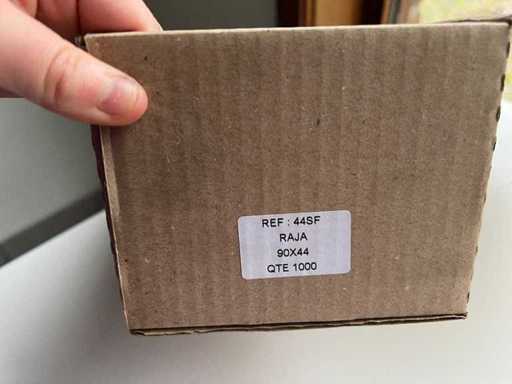 REF : 44SF
RAJA
90X44
QTE 1000